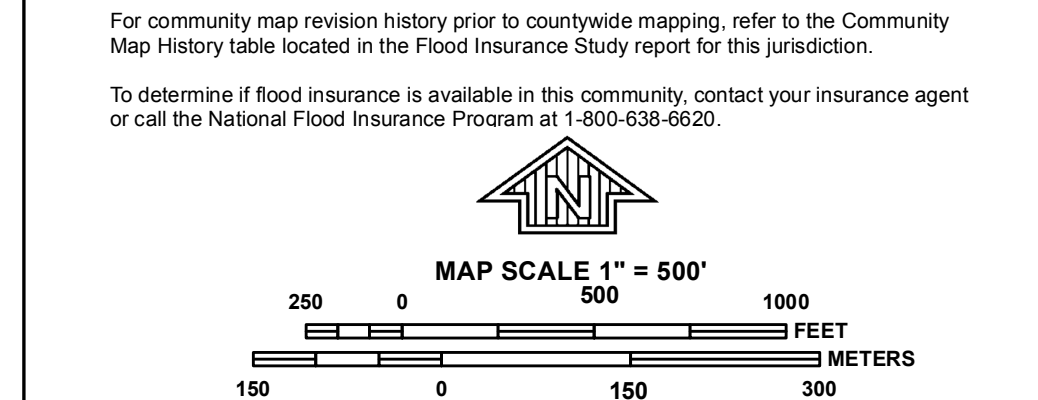 For community map revision history prior to countywide mapping, refer to the Community
Map History table located in the Flood Insurance Study report for this jurisdiction.
To determine if flood insurance is available in this community, contact your insurance agent
or call the National Flood Insurance Program at 1-800-638-6620.
N
MAP SCALE 1" = 500'
250 0 500 1000
FEET
METERS
150 0 150 300